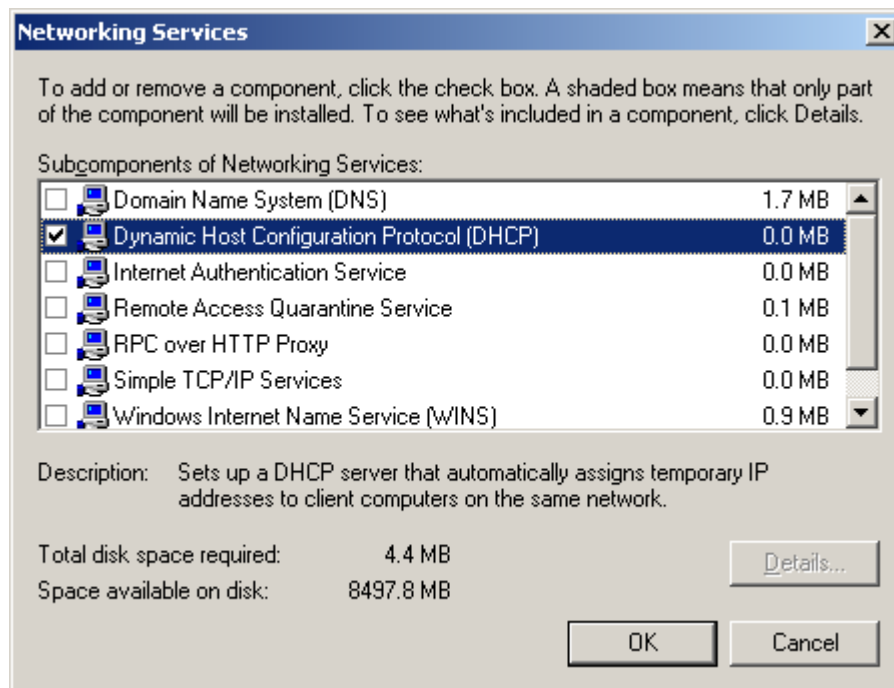 Networking Services
To add or remove a component, click the check box. A shaded box means that only part
of the component will be installed. To see what's included in a component, click Details.
Subcomponents of Networking Services:
Domain Name System (DNS) 1.7 MB
Dynamic Host Configuration Protocol (DHCP) 0.0 MB
Internet Authentication Service 0.0 MB
Remote Access Quarantine Service 0.1 MB
RPC over HTTP Proxy 0.0 MB
Simple TCP/IP Services 0.0 MB
Windows Internet Name Service (WINS) 0.9 MB
Description: Sets up a DHCP server that automatically assigns temporary IP
addresses to client computers on the same network.
Total disk space required: 4.4 MB
Details...
Space available on disk: 8497.8 MB
OK Cancel